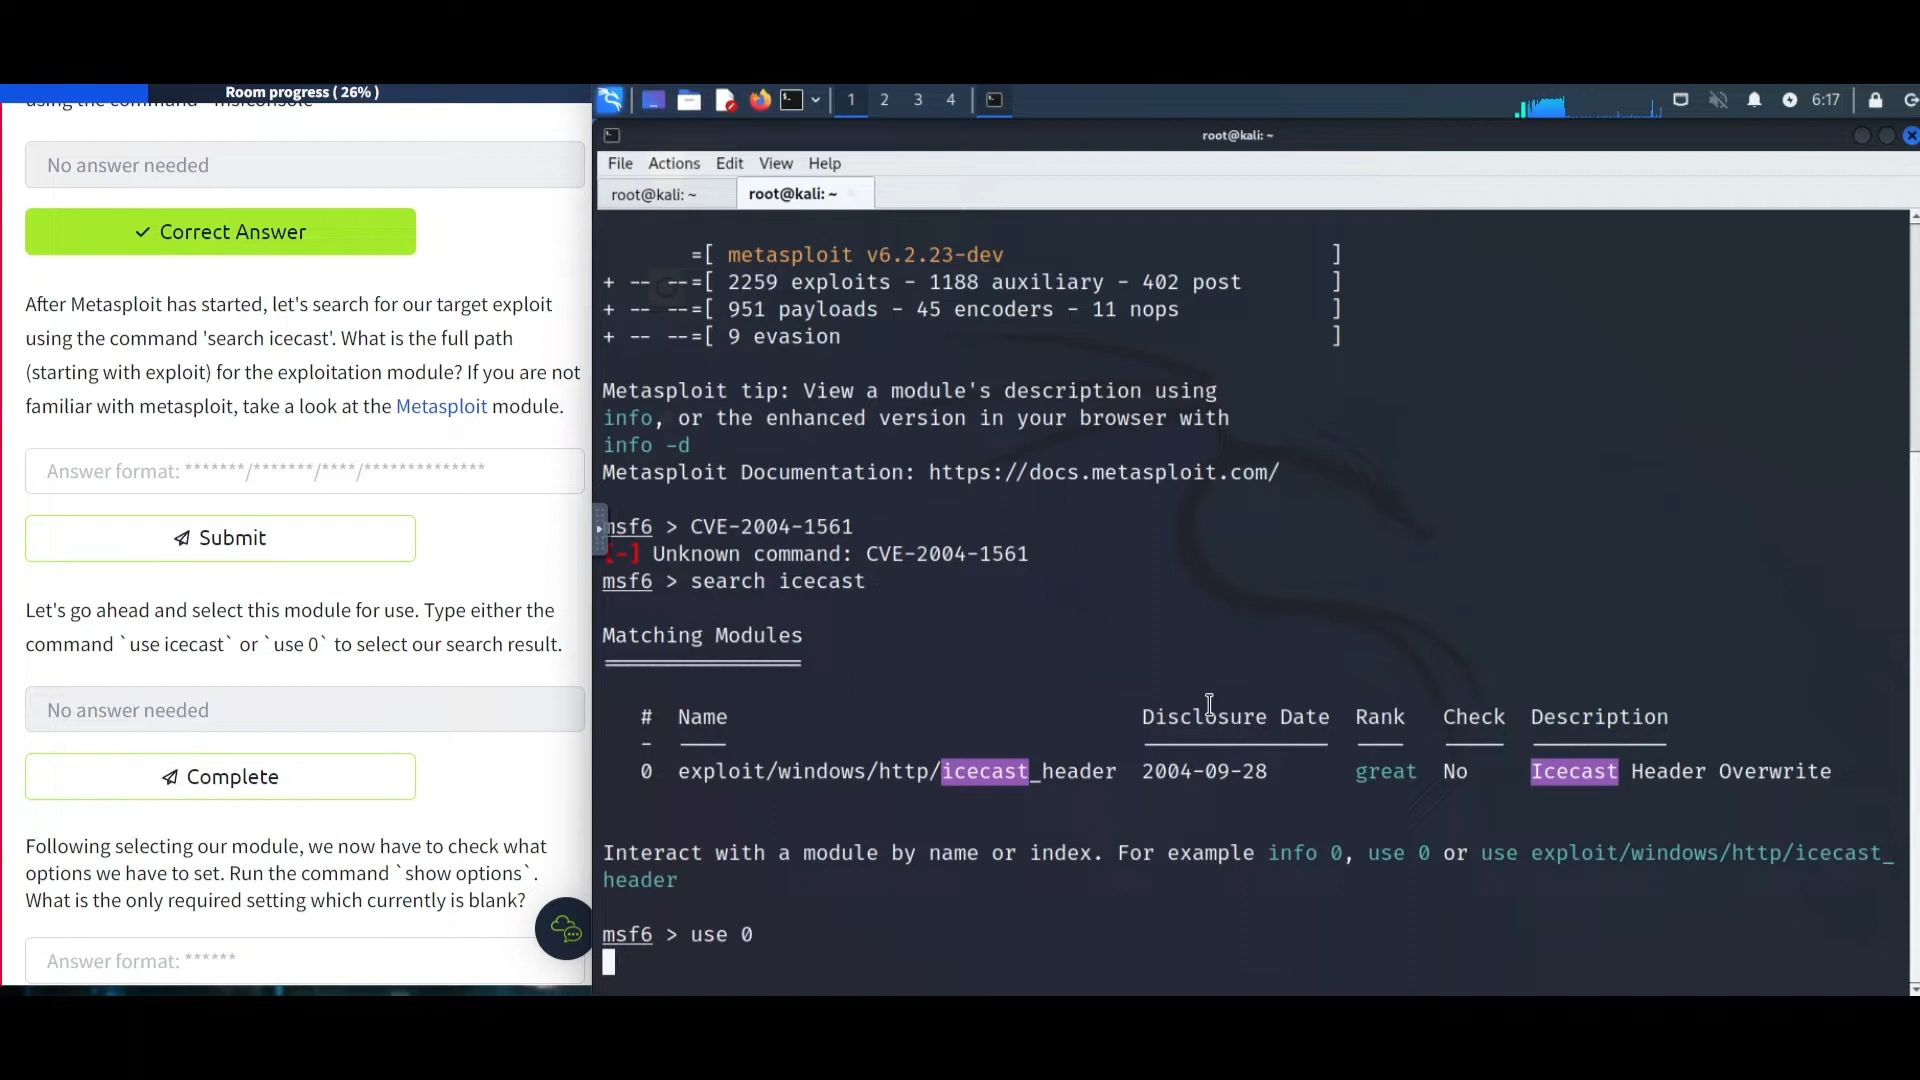 Room progress ( 26% )
using the command `msfconsole`
No answer needed
Correct Answer
After Metasploit has started, let's search for our target exploit
using the command 'search icecast'. What is the full path
(starting with exploit) for the exploitation module? If you are not
familiar with metasploit, take a look at the Metasploit module.
Answer format: *******/*******/****/**************
Submit
Let's go ahead and select this module for use. Type either the
command `use icecast` or `use 0` to select our search result.
No answer needed
Complete
Following selecting our module, we now have to check what
options we have to set. Run the command `show options`.
What is the only required setting which currently is blank?
Answer format: ******
1 2 3 4
6:17
root@kali: ~
File Actions Edit View Help
root@kali: ~
root@kali: ~
=[ metasploit v6.2.23-dev ]
+ -- --=[ 2259 exploits - 1188 auxiliary - 402 post ]
+ -- --=[ 951 payloads - 45 encoders - 11 nops ]
+ -- --=[ 9 evasion ]
Metasploit tip: View a module's description using
info, or the enhanced version in your browser with
info -d
Metasploit Documentation: https://docs.metasploit.com/
msf6 > CVE-2004-1561
[-] Unknown command: CVE-2004-1561
msf6 > search icecast
Matching Modules
================
# Name Disclosure Date Rank Check Description
- ---- --------------- ---- ----- -----------
0 exploit/windows/http/icecast_header 2004-09-28 great No Icecast Header Overwrite
Interact with a module by name or index. For example info 0, use 0 or use exploit/windows/http/icecast_
header
msf6 > use 0